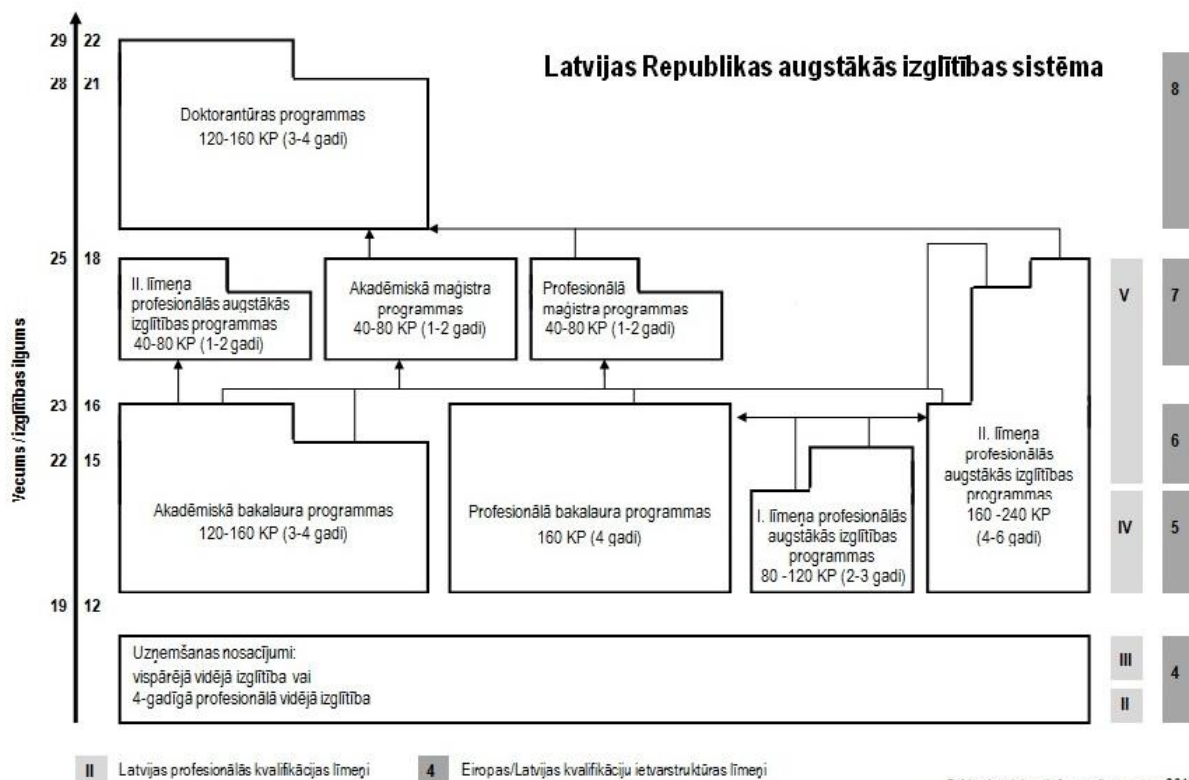 Latvijas Republikas augstākās izglītības sistēma
Vecums / izglītības ilgums
29 22
28 21
25 18
23 16
22 15
19 12
Doktorantūras programmas
120-160 KP (3-4 gadi)
II. līmeņa
profesionālās augstākās
izglītības programmas
40-80 KP (1-2 gadi)
Akadēmiskā maģistra
programmas
40-80 KP (1-2 gadi)
Profesionālā
maģistra programmas
40-80 KP (1-2 gadi)
Akadēmiskā bakalaura programmas
120-160 KP (3-4 gadi)
Profesionālā bakalaura programmas
160 KP (4 gadi)
I. līmeņa profesionālās
augstākās izglītības
programmas
80 -120 KP (2-3 gadi)
II. līmeņa
profesionālās
augstākās izglītības
programmas
160 -240 KP
(4-6 gadi)
Uzņemšanas nosacījumi:
vispārējā vidējā izglītība vai
4-gadīgā profesionālā vidējā izglītība
V
IV
III
II
8
7
6
5
4
II Latvijas profesionālās kvalifikācijas līmeņi
4 Eiropas/Latvijas kvalifikāciju ietvarstruktūras līmeņi